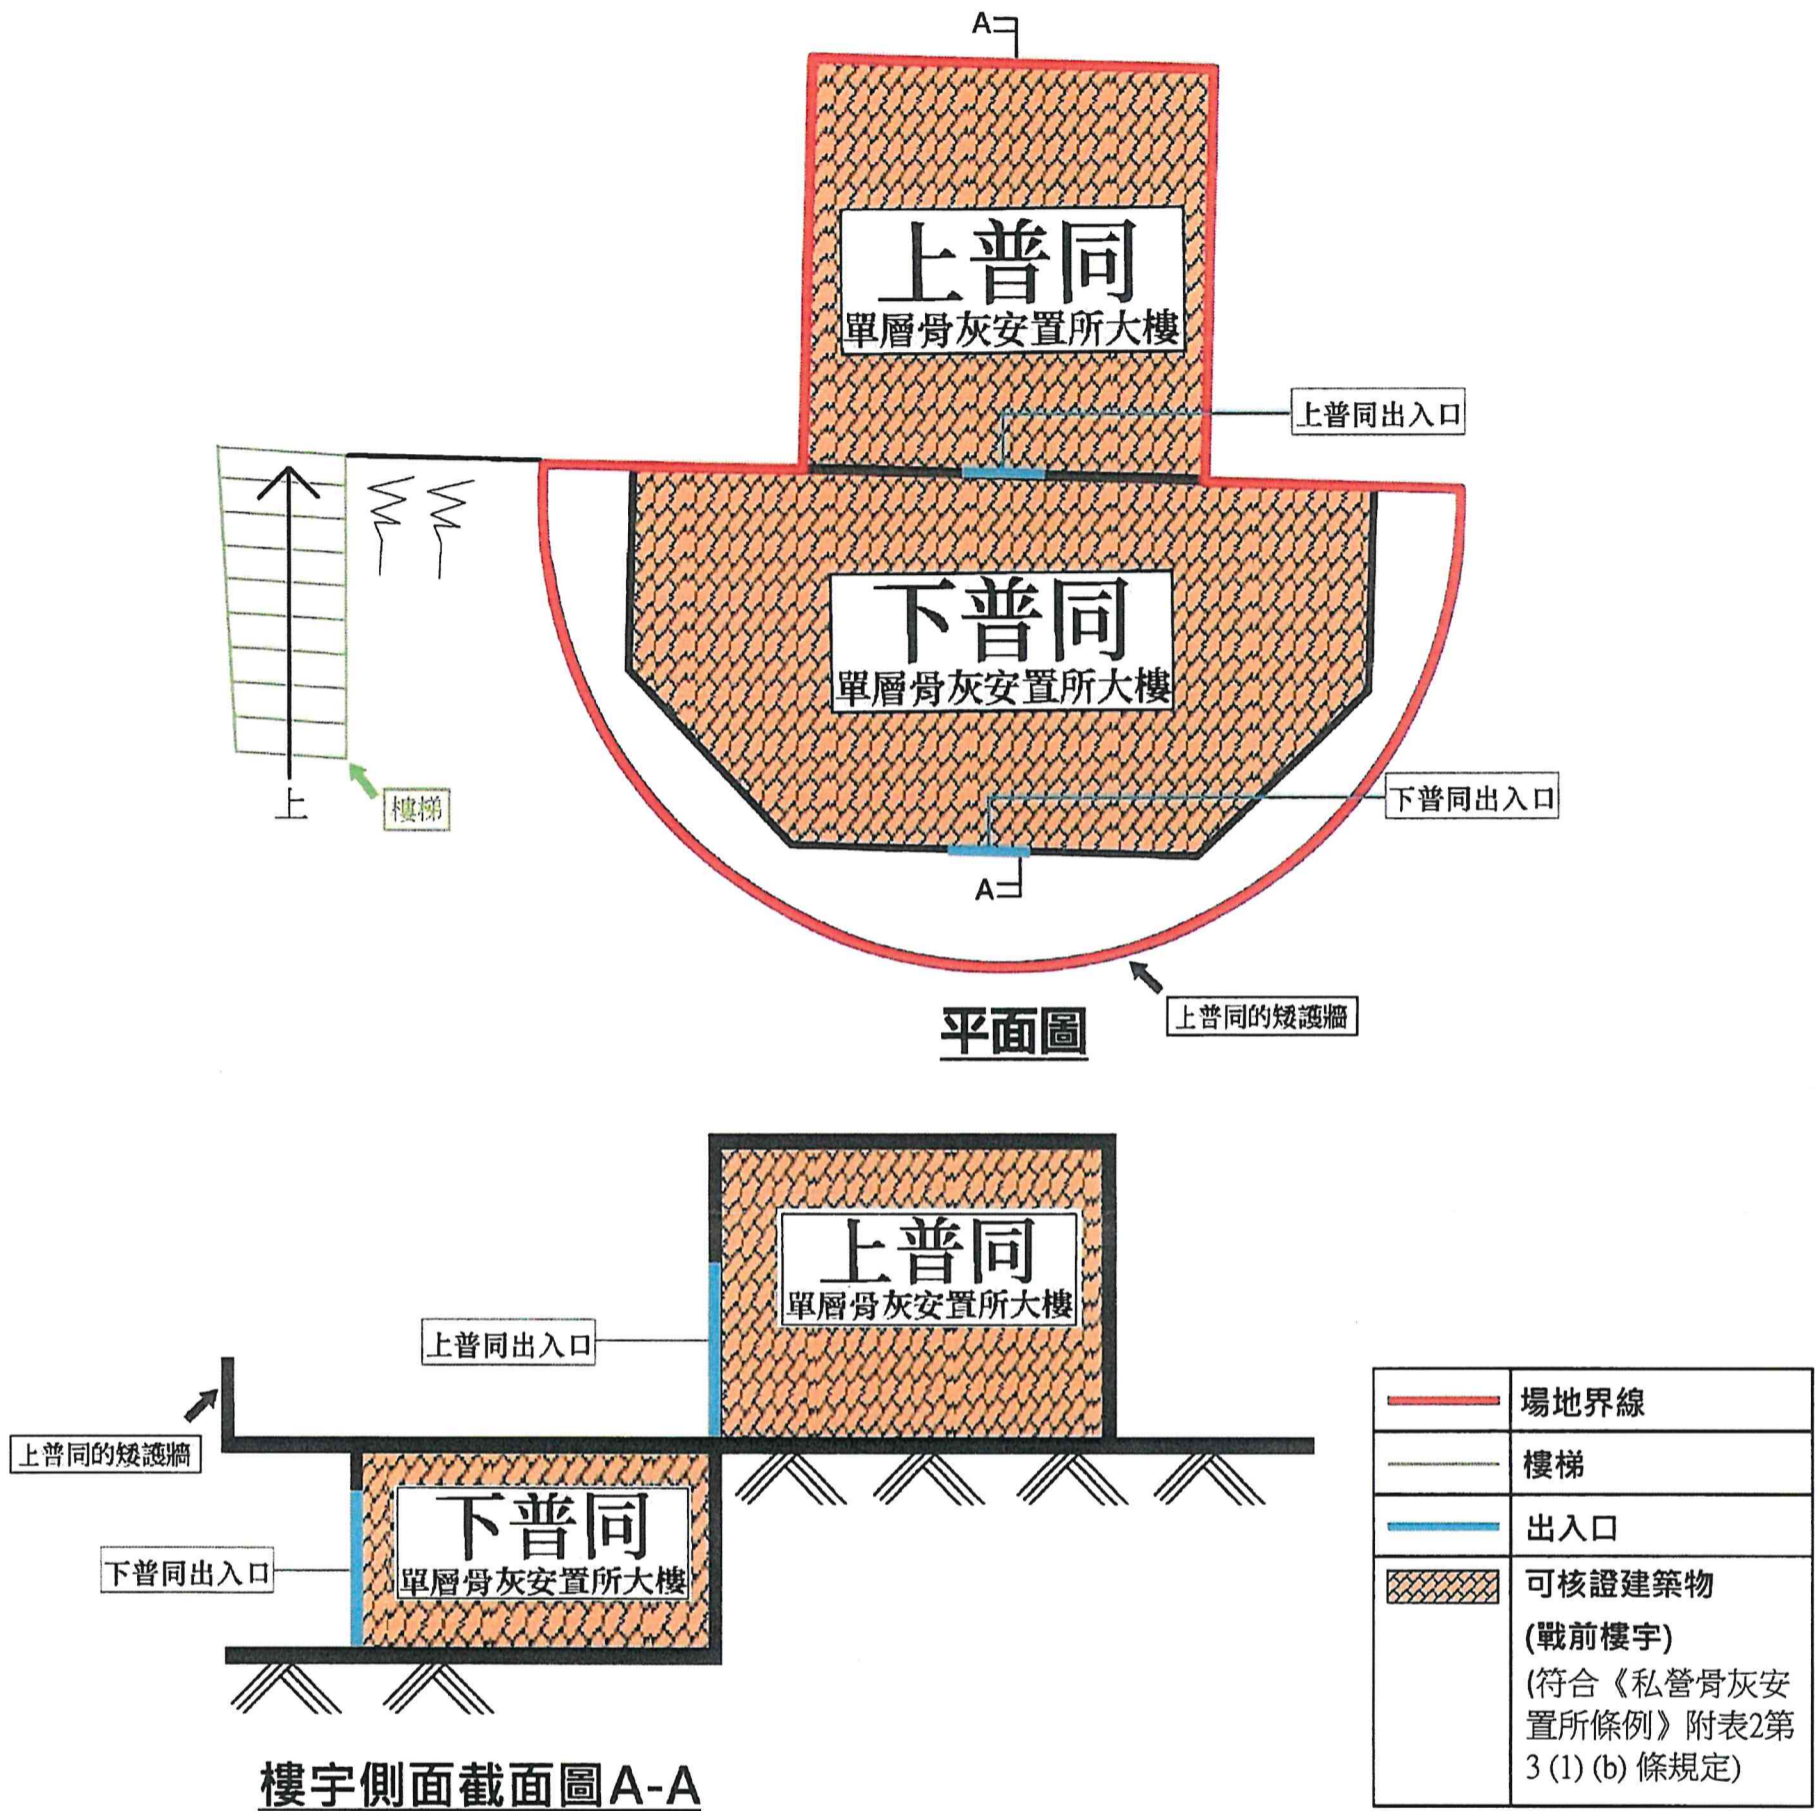 A
上普同
單層骨灰安置所大樓
上普同出入口
下普同
單層骨灰安置所大樓
下普同出入口
上
樓梯
A
上普同的矮護牆
平面圖
上普同
單層骨灰安置所大樓
上普同出入口
上普同的矮護牆
下普同
單層骨灰安置所大樓
下普同出入口
樓宇側面截面圖A-A
場地界線
樓梯
出入口
可核證建築物
(戰前樓宇)
(符合《私營骨灰安
置所條例》附表2第
3 (1) (b) 條規定)